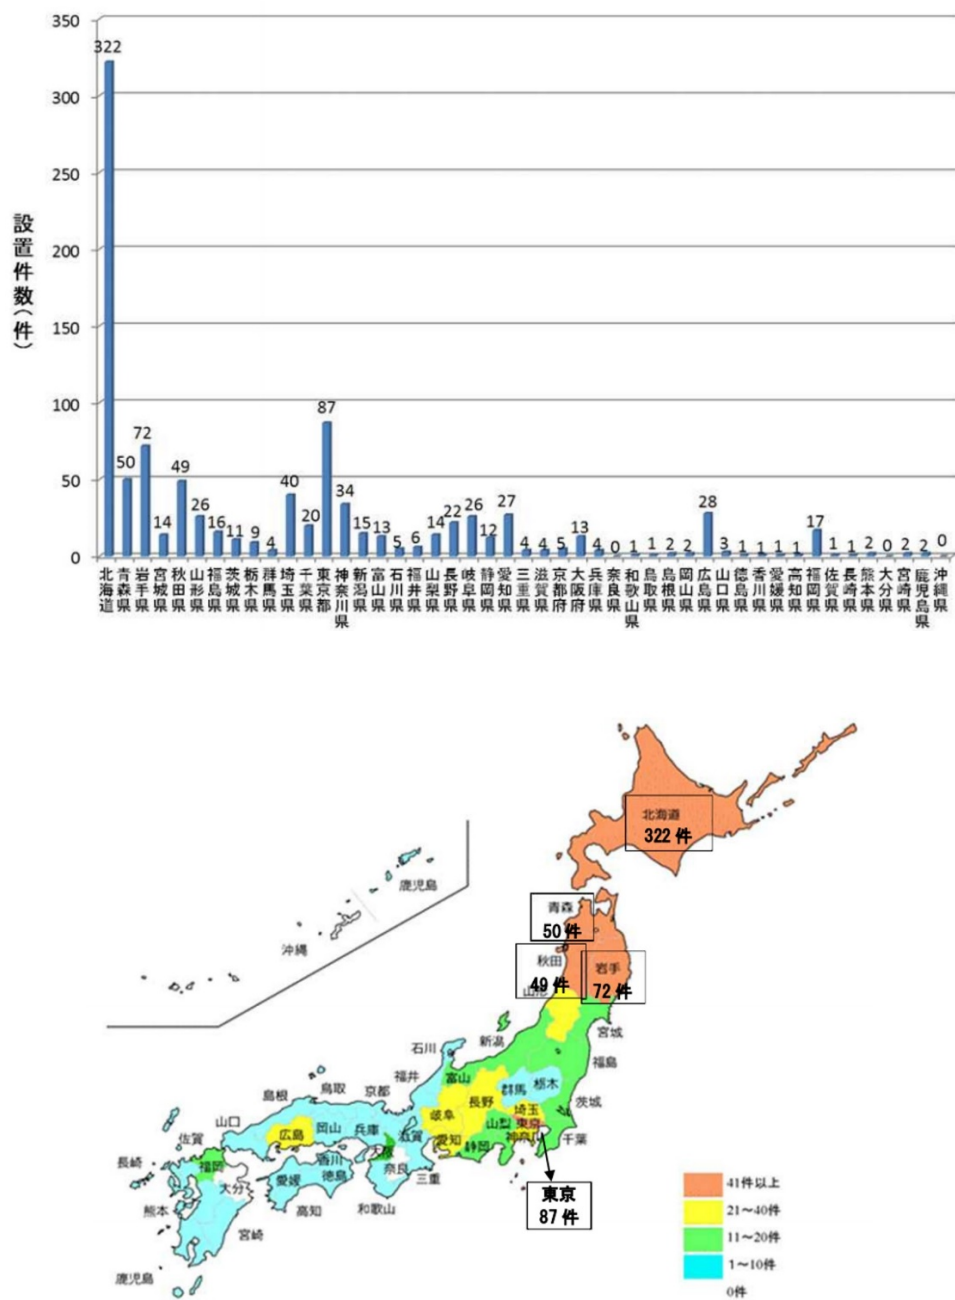 350
300
250
200
150
100
50
0
設置件数(件)
322
50
72
14
49
26
16
11
9
4
40
20
87
34
15
13
5
6
14
22
26
12
27
4
4
5
13
4
0
1
1
2
2
28
3
1
1
1
1
17
1
1
2
0
2
2
0
北海道
青森県
岩手県
宮城県
秋田県
山形県
福島県
茨城県
栃木県
群馬県
埼玉県
千葉県
東京都
神奈川県
新潟県
富山県
石川県
福井県
山梨県
長野県
岐阜県
静岡県
愛知県
三重県
滋賀県
京都府
大阪府
兵庫県
奈良県
和歌山県
鳥取県
島根県
岡山県
広島県
山口県
徳島県
香川県
愛媛県
高知県
福岡県
佐賀県
長崎県
熊本県
大分県
宮崎県
鹿児島県
沖縄県
北海道
322 件
鹿児島
沖縄
青森
50 件
秋田
49 件
岩手
72 件
山形
宮城
新潟
福島
石川
福井
富山
群馬
栃木
茨城
島根
鳥取
京都
岐阜
長野
埼玉
東京
山梨
神奈川
千葉
山口
広島
岡山
兵庫
滋賀
愛知
静岡
佐賀
福岡
大阪
奈良
三重
長崎
大分
愛媛
香川
徳島
高知
和歌山
熊本
宮崎
鹿児島
東京
87 件
41件以上
21~40件
11~20件
1~10件
0件